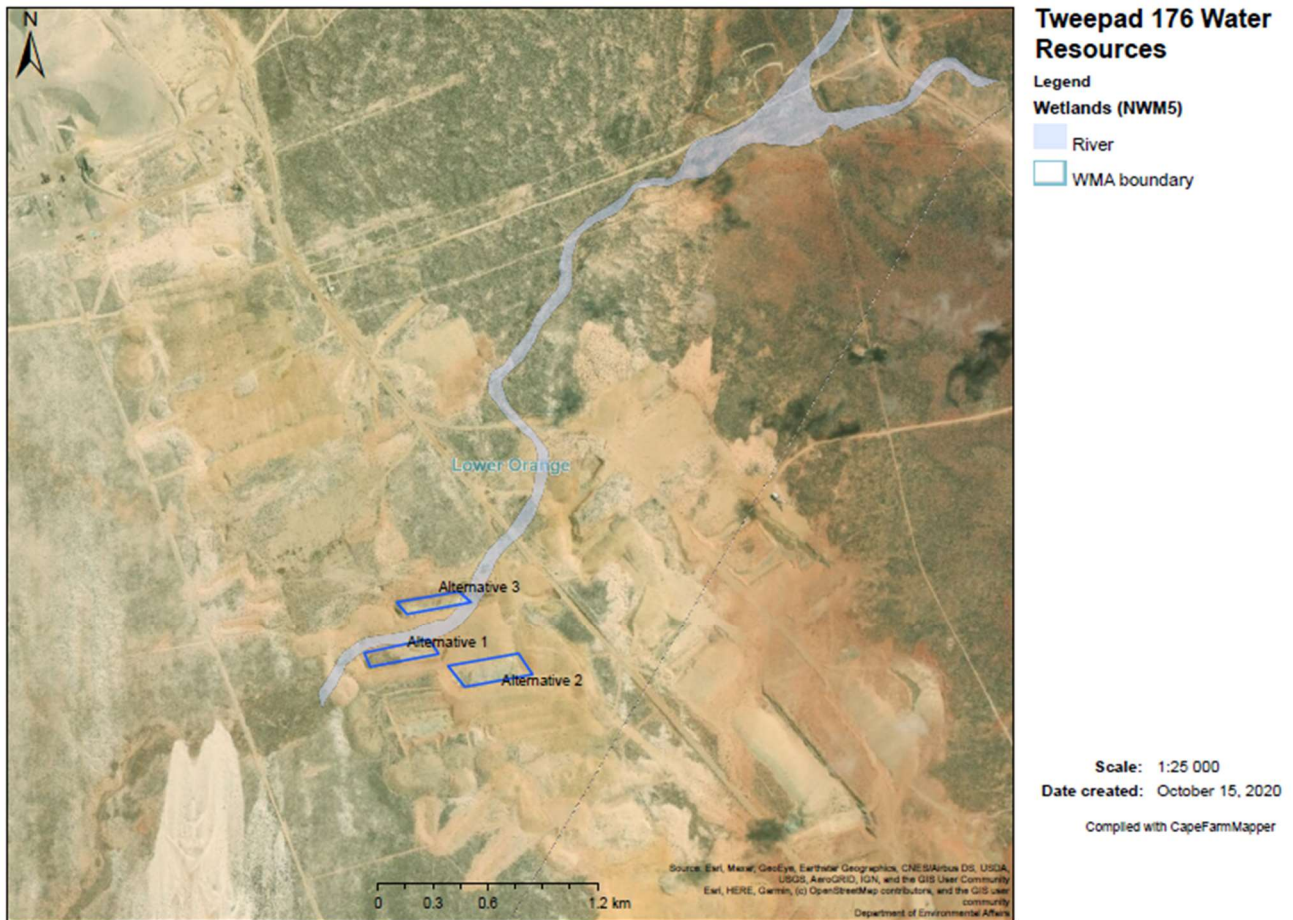 N
Tweepad 176 Water
Resources
Legend
Wetlands (NWM5)
River
WMA boundary
Lower Orange
Alternative 3
Alternative 1
Alternative 2
Scale: 1:25 000
Date created: October 15, 2020
Compiled with CapeFarmMapper
0 0.3 0.6 1.2 km
Source: Esri, Maxar, GeoEye, Earthstar Geographics, CNES/Airbus DS, USDA,
USGS, AeroGRID, IGN, and the GIS User Community
Esri, HERE, Garmin, (c) OpenStreetMap contributors, and the GIS user
community
Department of Environmental Affairs